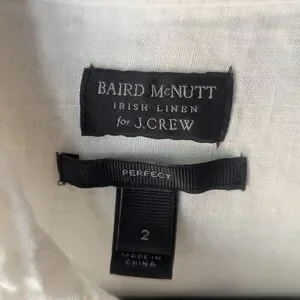 BAIRD McNUTT
IRISH LINEN
for J.CREW
PERFECT
2
MADE IN
CHINA